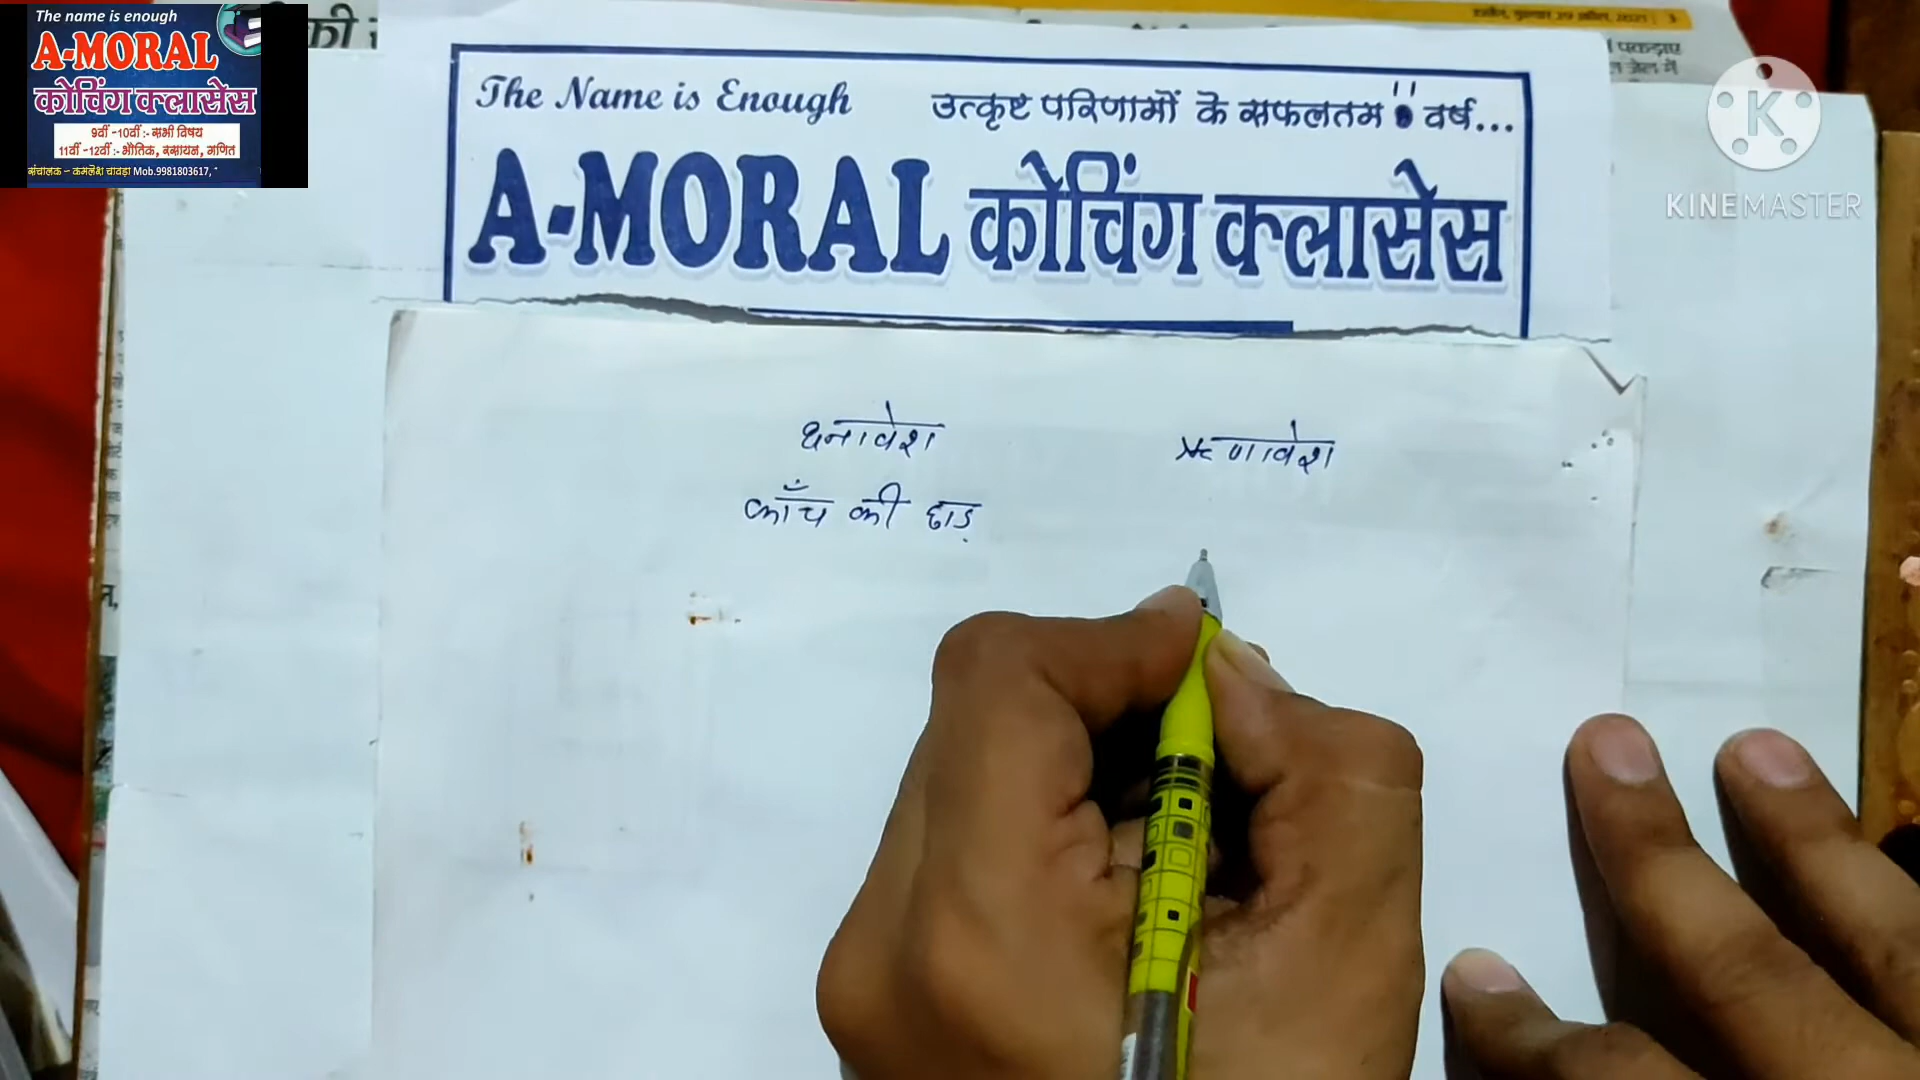 The name is enough
A-MORAL
कोचिंग क्लासेस
9वीं -10वीं :- सभी विषय
11वीं -12वीं :- भौतिक, रसायन, गणित
संचालक – कमलेश चावड़ा Mob.9981803617,
की
The Name is Enough उत्कृष्ट परिणामों के सफलतम 11 वर्ष...
A-MORAL कोचिंग क्लासेस
K
KINEMASTER
धनावेश ऋणावेश
काँच की छड़